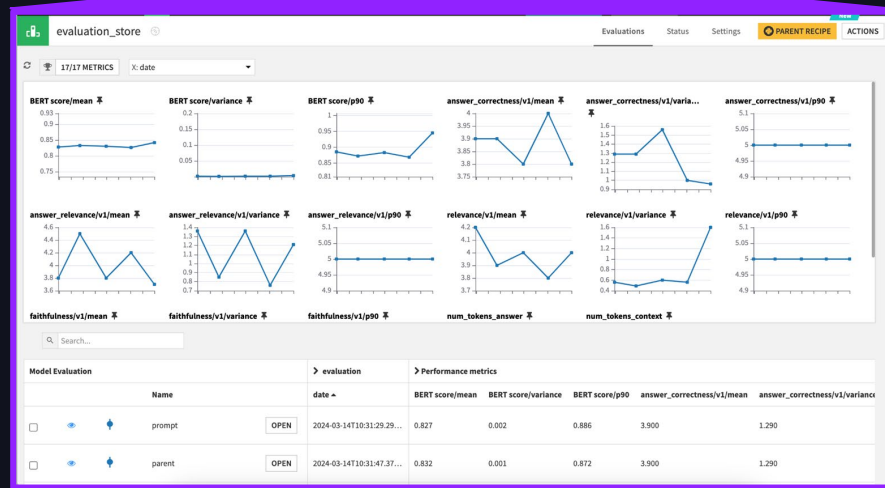 NEW
evaluation_store
Evaluations Status Settings PARENT RECIPE ACTIONS
17/17 METRICS X: date
BERT score/mean BERT score/variance BERT score/p90 answer_correctness/v1/mean answer_correctness/v1/varia... answer_correctness/v1/p90
0.93 0.9 0.85 0.8 0.75
0.2 0.15 0.1 0.05
1 0.95 0.9 0.85 0.81
4 3.95 3.9 3.85 3.8 3.75
1.6 1.5 1.4 1.3 1.2 1.1 1 0.9
5.1 5.05 5 4.95 4.9
answer_relevance/v1/mean answer_relevance/v1/variance answer_relevance/v1/p90 relevance/v1/mean relevance/v1/variance relevance/v1/p90
4.6 4.4 4.2 4 3.8 3.6
1.4 1.3 1.2 1.1 1 0.9 0.8 0.7
5.1 5.05 5 4.95 4.9
4.2 4.1 4 3.9 3.8 3.7
1.6 1.4 1.2 1 0.8 0.6 0.4
5.1 5.05 5 4.95 4.9
faithfulness/v1/mean faithfulness/v1/variance faithfulness/v1/p90 num_tokens_answer num_tokens_context
Search...
Model Evaluation evaluation Performance metrics
Name date BERT score/mean BERT score/variance BERT score/p90 answer_correctness/v1/mean answer_correctness/v1/variance
prompt OPEN 2024-03-14T10:31:29.29... 0.827 0.002 0.886 3.900 1.290
parent OPEN 2024-03-14T10:31:47.37... 0.832 0.001 0.872 3.900 1.290